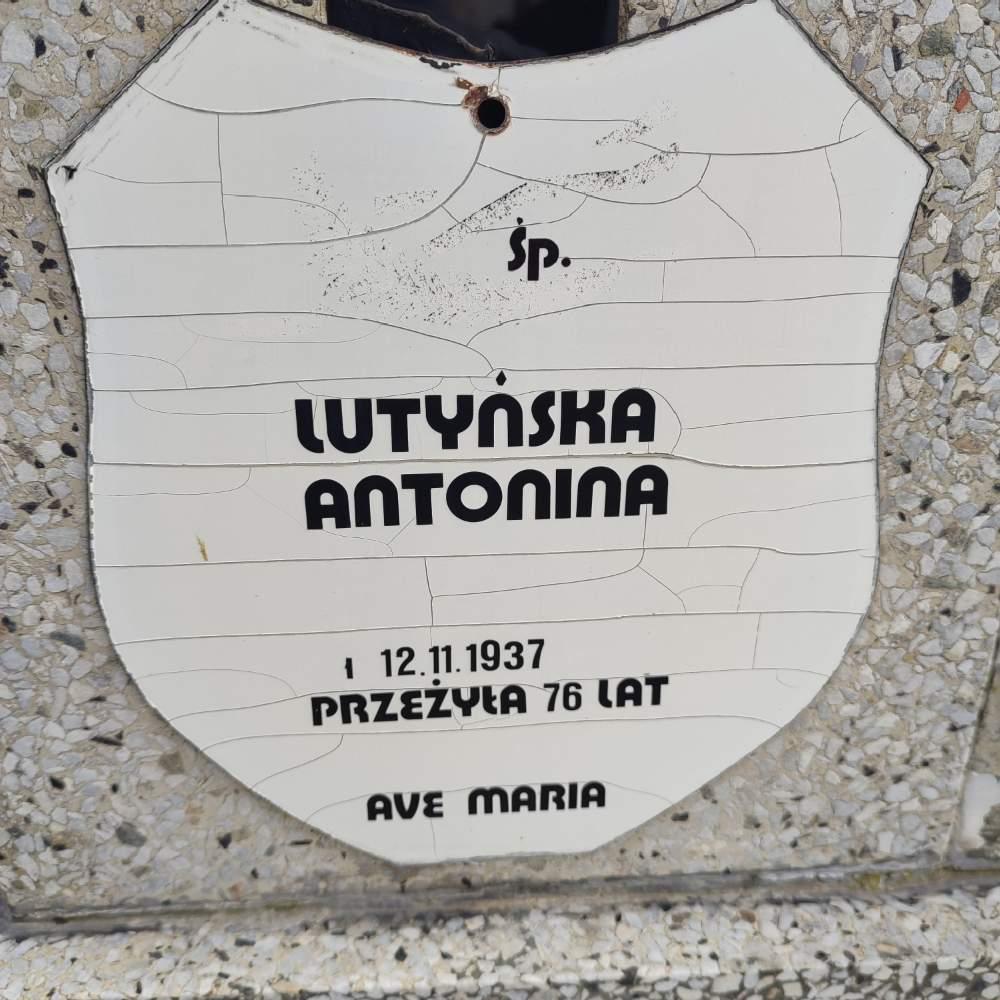 Śp.
LUTYŃSKA
ANTONINA
12.11.1937
PRZEŻYŁA 76 LAT
AVE MARIA